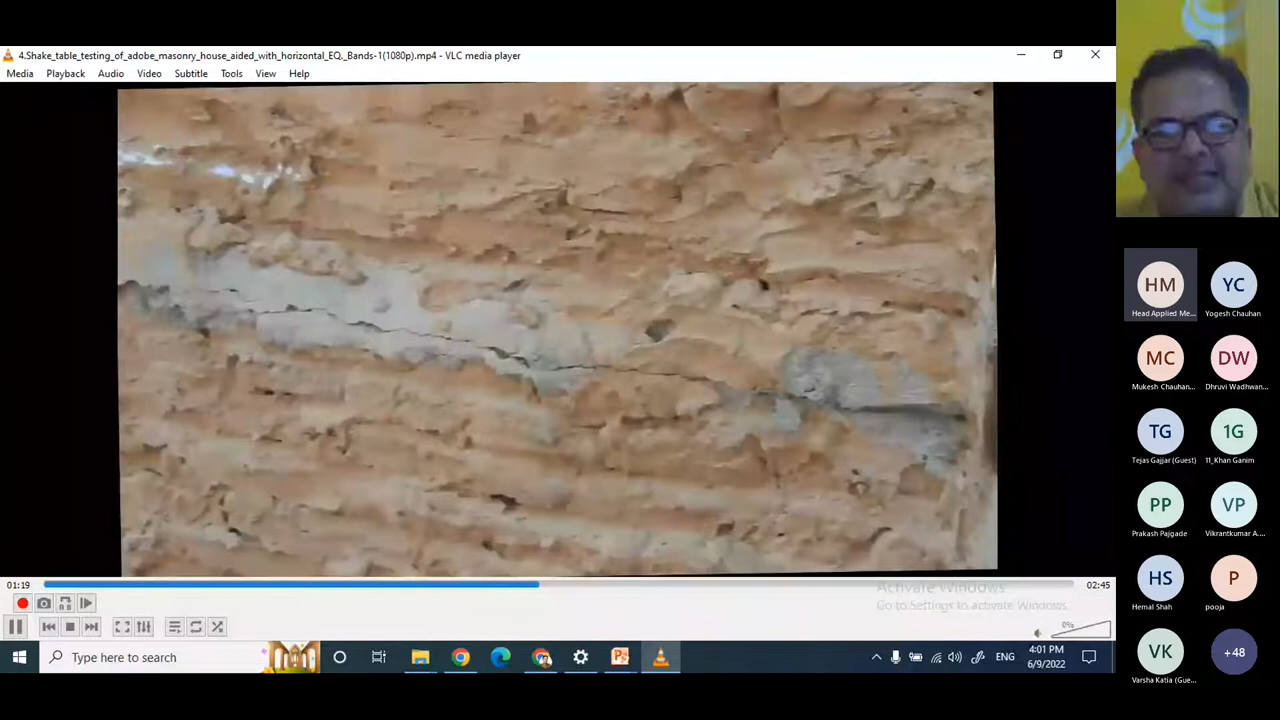 4.Shake_table_testing_of_adobe_masonry_house_aided_with_horizontal_EQ._Bands-1(1080p).mp4 - VLC media player
Media Playback Audio Video Subtitle Tools View Help
HM YC
Head Applied Me... Yogesh Chauhan
MC DW
Mukesh Chauhan... Dhruvi Wadhwan...
TG 1G
Tejas Gajjar (Guest) 11_Khan Ganim
PP VP
Prakash Pajgade Vikrantkumar A....
HS P
Hemal Shah pooja
VK +48
Varsha Katia (Gue...
01:19 02:45
Activate Windows
Go to Settings to activate Windows.
0%
Type here to search
ENG
4:01 PM
6/9/2022